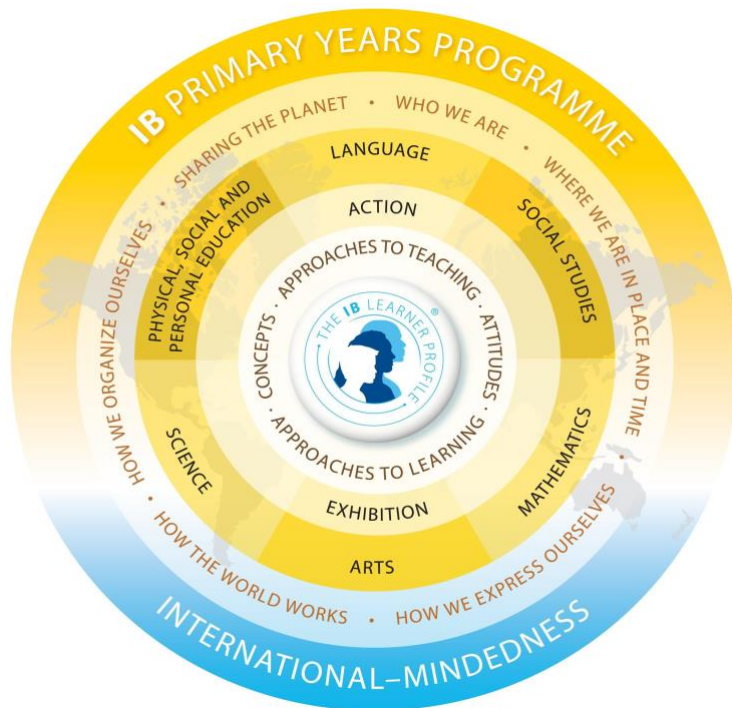 IB PRIMARY YEARS PROGRAMME
SHARING THE PLANET • WHO WE ARE • WHERE WE ARE IN PLACE AND TIME • HOW WE EXPRESS OURSELVES • HOW THE WORLD WORKS • HOW WE ORGANIZE OURSELVES •
LANGUAGE
SOCIAL STUDIES
MATHEMATICS
ARTS
SCIENCE
PHYSICAL, SOCIAL AND
PERSONAL EDUCATION
ACTION
EXHIBITION
APPROACHES TO TEACHING · ATTITUDES · APPROACHES TO LEARNING · CONCEPTS ·
THE IB LEARNER PROFILE
®
INTERNATIONAL–MINDEDNESS